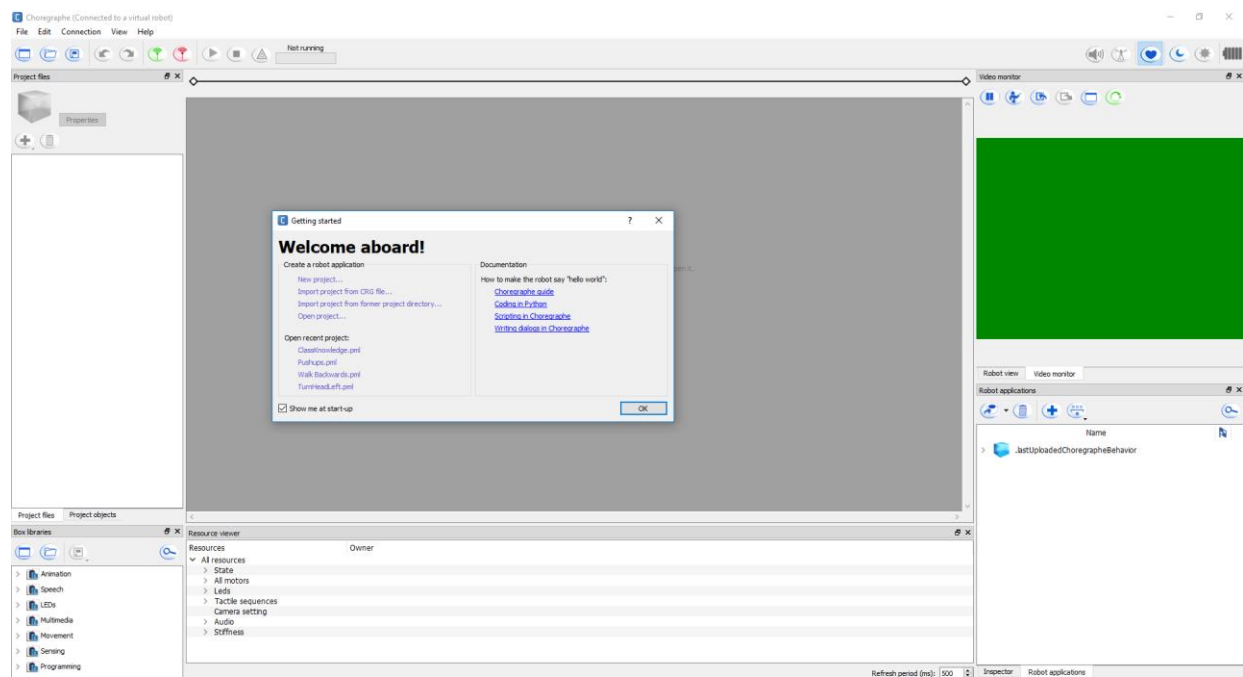 Choregraphe (Connected to a virtual robot)
File Edit Connection View Help
Not running
Project files
Properties
Project files Project objects
Box libraries
Animation
Speech
LEDs
Multimedia
Movement
Sensing
Programming
Getting started
Welcome aboard!
Create a robot application
New project...
Import project from CRG file...
Import project from former project directory...
Open project...
Open recent project:
ClassKnowledge.pml
Pushups.pml
Walk Backwards.pml
TurnHeadLeft.pml
Documentation
How to make the robot say "hello world":
Choregraphe guide
Coding in Python
Scripting in Choregraphe
Writing dialogs in Choregraphe
Show me at start-up
OK
Resource viewer
Resources Owner
All resources
State
All motors
Leds
Tactile sequences
Camera setting
Audio
Stiffness
Refresh period (ms): 500
Video monitor
Robot view Video monitor
Robot applications
Name
.lastUploadedChoregrapheBehavior
Inspector Robot applications